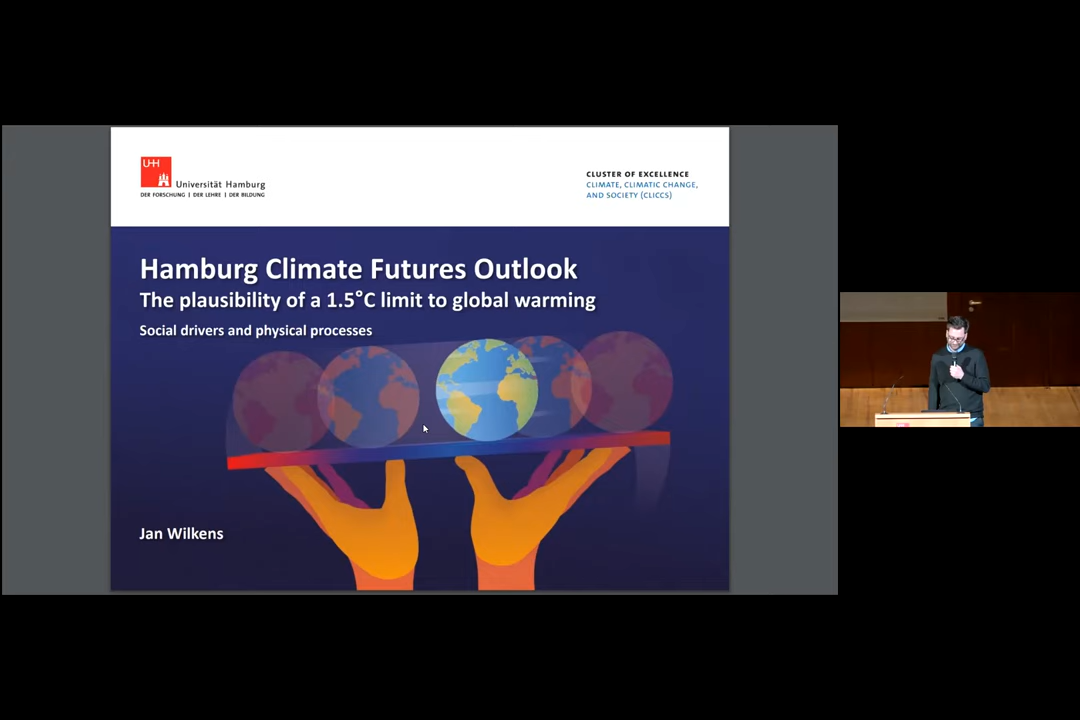 UHH
Universität Hamburg
DER FORSCHUNG | DER LEHRE | DER BILDUNG
CLUSTER OF EXCELLENCE
CLIMATE, CLIMATIC CHANGE,
AND SOCIETY (CLICCS)
Hamburg Climate Futures Outlook
The plausibility of a 1.5°C limit to global warming
Social drivers and physical processes
Jan Wilkens